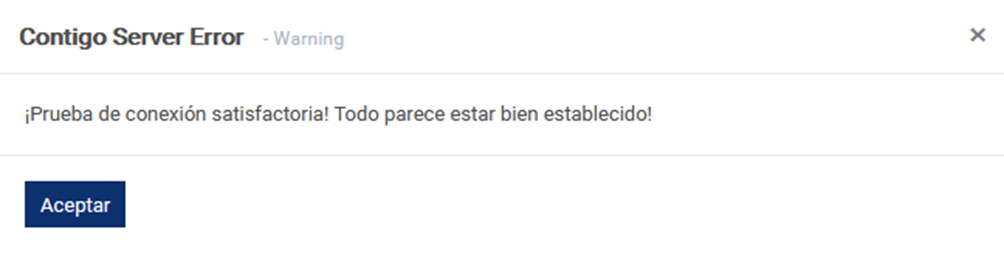 Contigo Server Error - Warning
¡Prueba de conexión satisfactoria! Todo parece estar bien establecido!
Aceptar